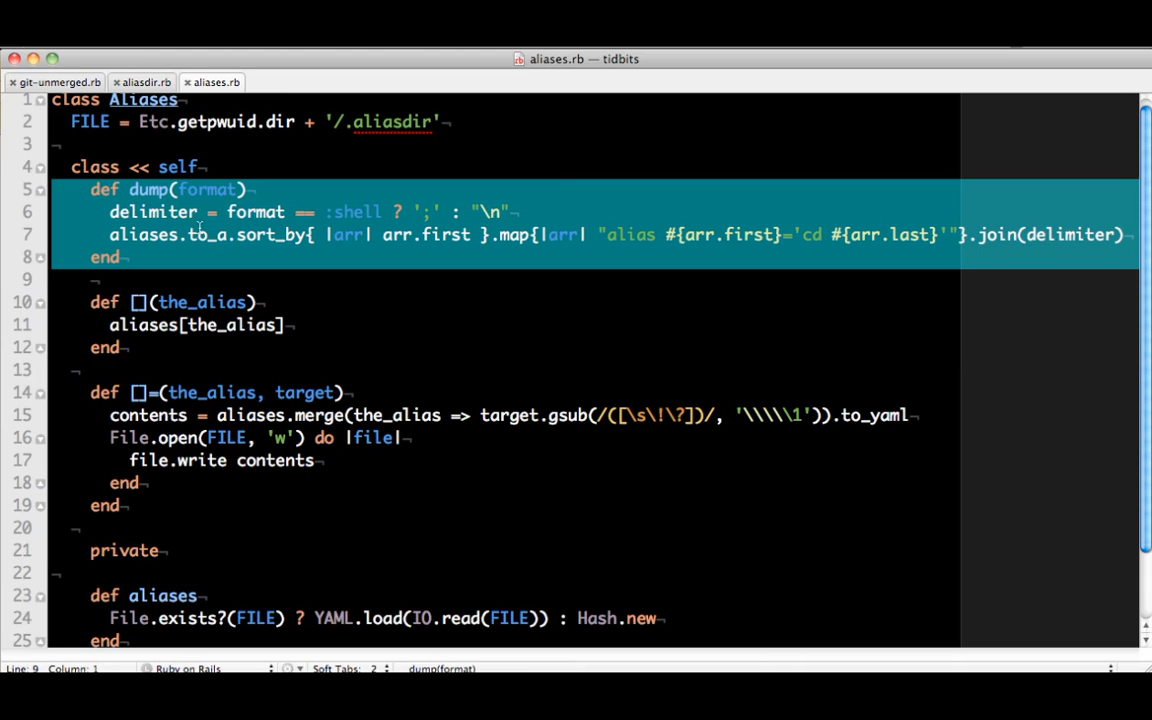 aliases.rb — tidbits
git-unmerged.rb aliasdir.rb aliases.rb
1 class Aliases¬
2 FILE = Etc.getpwuid.dir + '/.aliasdir'¬
3 ¬
4 class << self¬
5 def dump(format)¬
6 delimiter = format == :shell ? ';' : "\n"¬
7 aliases.to_a.sort_by{ |arr| arr.first }.map{|arr| "alias #{arr.first}='cd #{arr.last}'"}.join(delimiter)¬
8 end¬
9 ¬
10 def [](the_alias)¬
11 aliases[the_alias]¬
12 end¬
13 ¬
14 def []=(the_alias, target)¬
15 contents = aliases.merge(the_alias => target.gsub(/([\s\!\?])/, '\\\\\1')).to_yaml¬
16 File.open(FILE, 'w') do |file|¬
17 file.write contents¬
18 end¬
19 end¬
20 ¬
21 private¬
22 ¬
23 def aliases¬
24 File.exists?(FILE) ? YAML.load(IO.read(FILE)) : Hash.new¬
25 end¬
Line: 9 Column: 1 Ruby on Rails Soft Tabs: 2 dump(format)